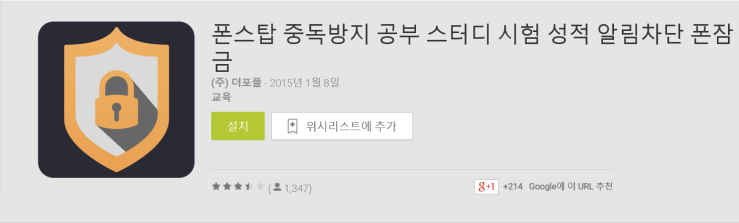 폰스탑 중독방지 공부 스터디 시험 성적 알림차단 폰잠
금
(주) 더포플 - 2015년 1월 8일
교육
설치
위시리스트에 추가
(1,347)
g+1 +214 Google에 이 URL 추천